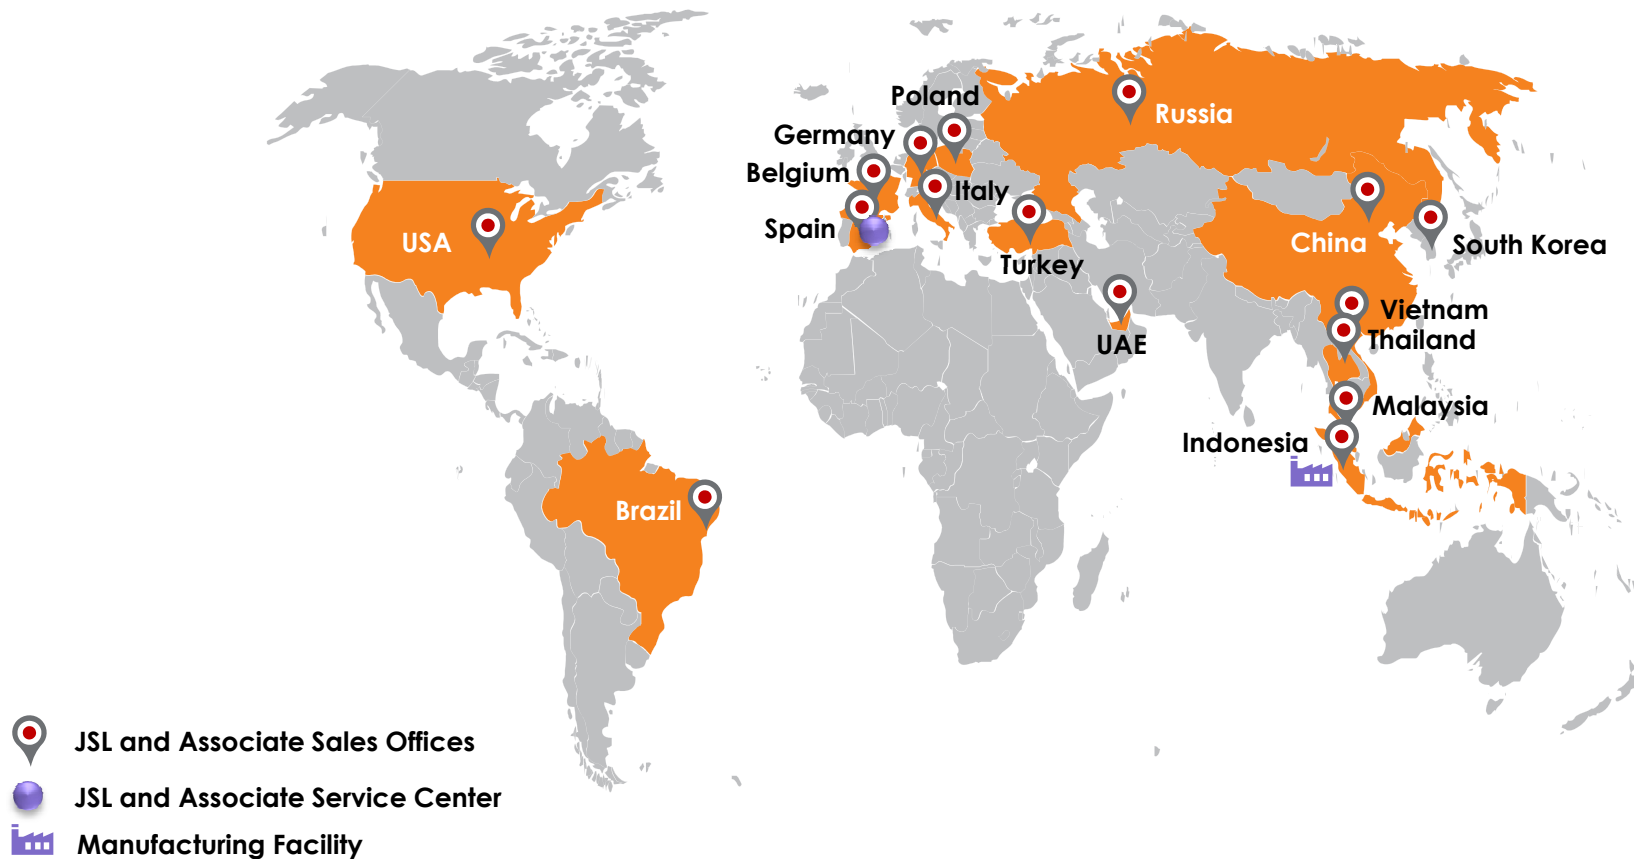 Poland
Russia
Germany
Belgium
Italy
Spain
USA
China
South Korea
Turkey
Vietnam
UAE
Thailand
Malaysia
Indonesia
Brazil
JSL and Associate Sales Offices
JSL and Associate Service Center
Manufacturing Facility